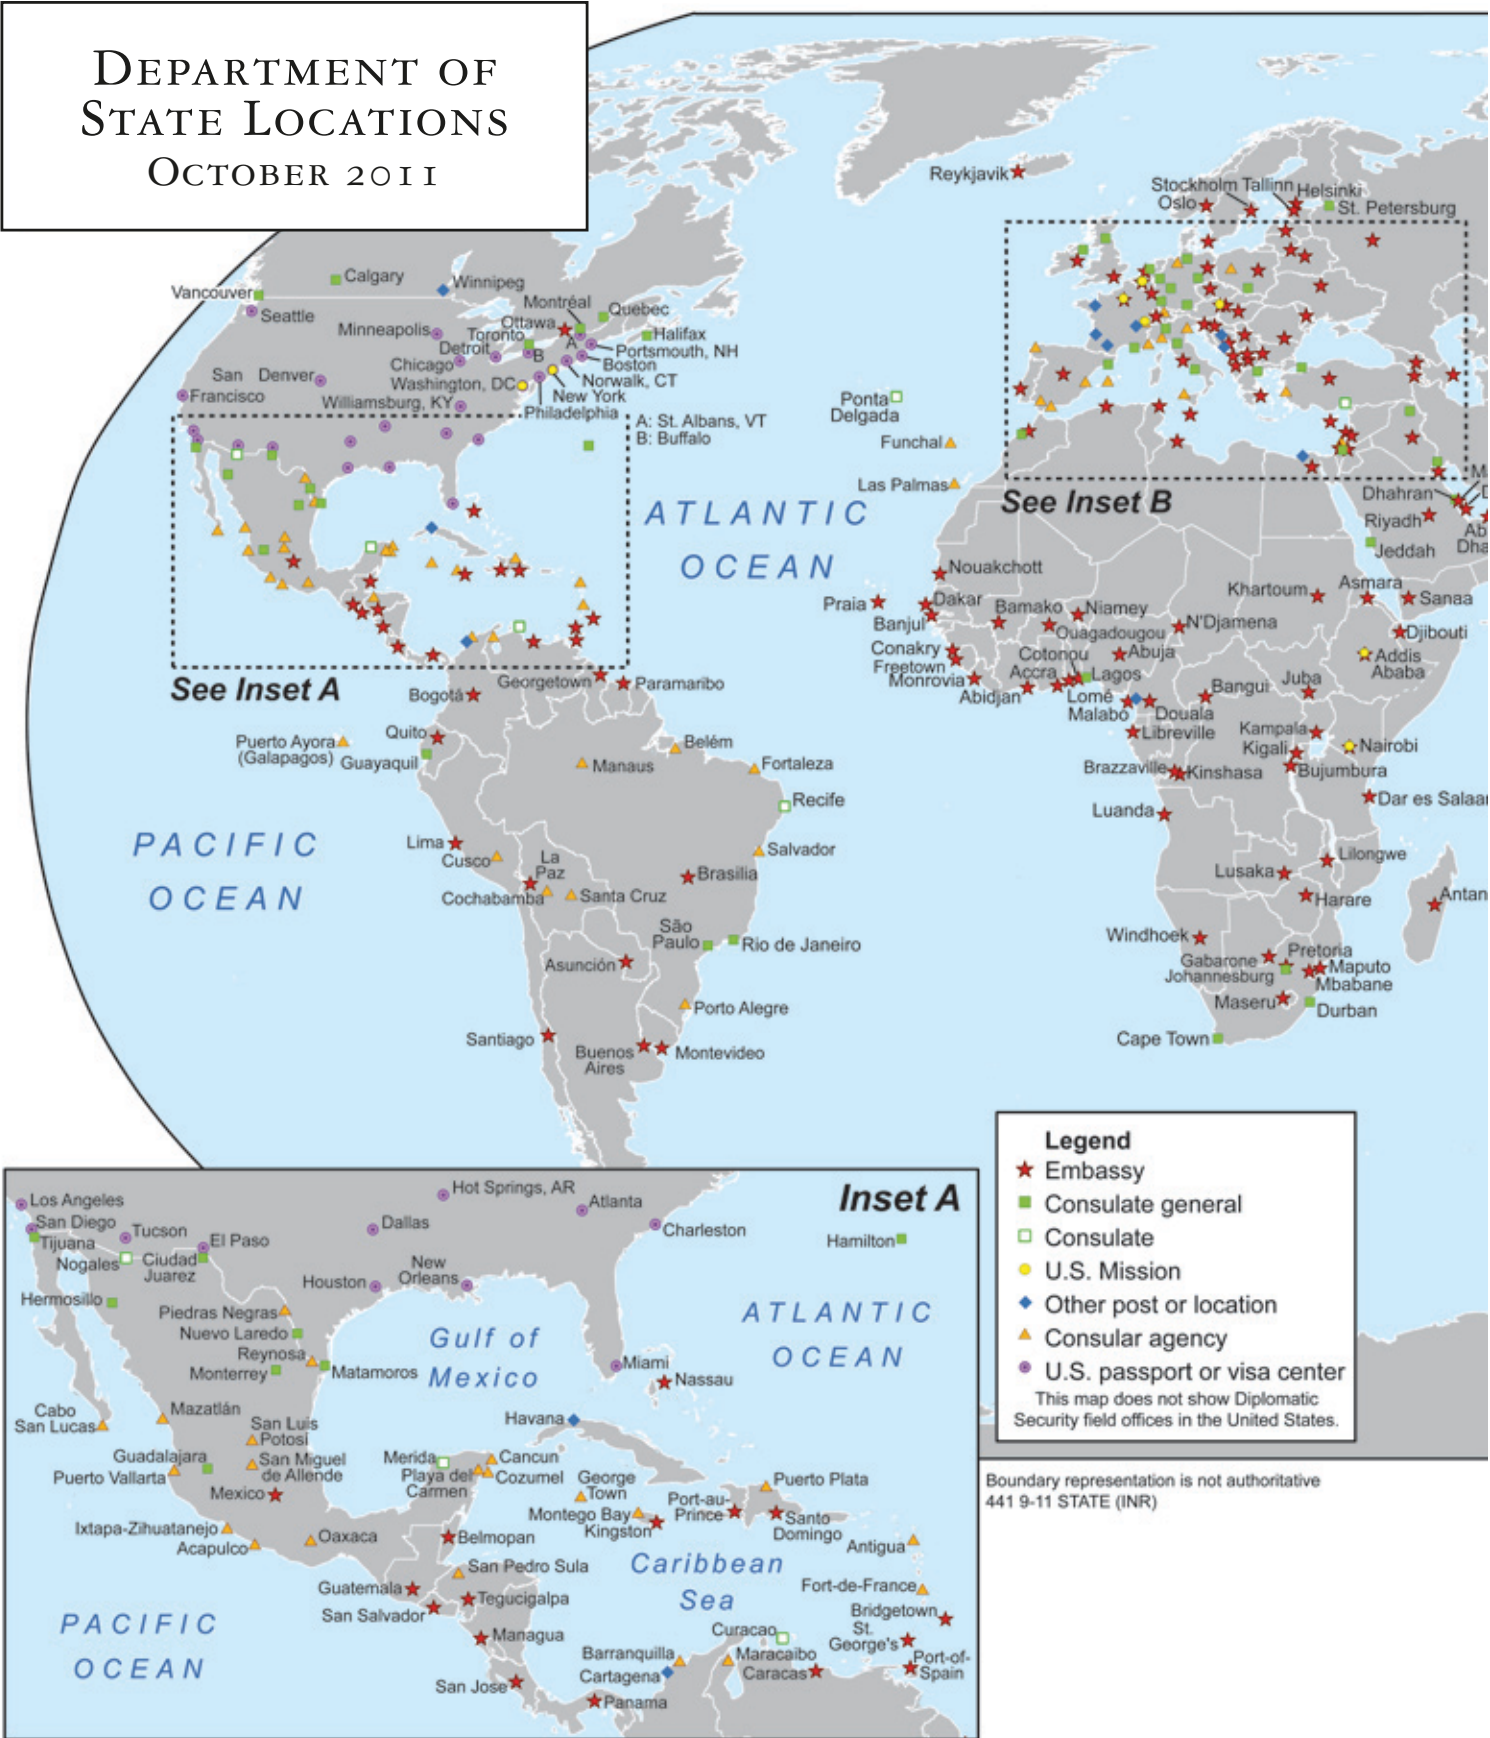 DEPARTMENT OF
STATE LOCATIONS
OCTOBER 2011
Reykjavik
Stockholm
Tallinn
Helsinki
Oslo
St. Petersburg
Calgary
Winnipeg
Vancouver
Seattle
Montréal
Quebec
Ottawa
Minneapolis
Toronto
Halifax
Detroit
A
B
Portsmouth, NH
Chicago
Boston
San
Francisco
Denver
Washington, DC
Norwalk, CT
New York
Williamsburg, KY
Philadelphia
A: St. Albans, VT
B: Buffalo
Ponta
Delgada
Funchal
Las Palmas
ATLANTIC
OCEAN
See Inset B
Dhahran
Riyadh
Jeddah
Ab
Dha
Nouakchott
Praia
Dakar
Banjul
Bamako
Niamey
Khartoum
Asmara
Sanaa
Ouagadougou
N'Djamena
Djibouti
Conakry
Freetown
Monrovia
Cotonou
Abuja
Accra
Lagos
Addis
Ababa
Abidjan
Lomé
Malabo
Douala
Bangui
Juba
See Inset A
Georgetown
Paramaribo
Bogotá
Libreville
Kampala
Kigali
Nairobi
Quito
Puerto Ayora
(Galapagos)
Guayaquil
Belém
Manaus
Fortaleza
Brazzaville
Kinshasa
Bujumbura
Recife
Luanda
Dar es Salaar
PACIFIC
OCEAN
Lima
Cusco
La
Paz
Salvador
Lilongwe
Lusaka
Brasilia
Cochabamba
Santa Cruz
Harare
Antan
São
Paulo
Rio de Janeiro
Windhoek
Asunción
Gabarone
Pretoria
Johannesburg
Maputo
Mbabane
Porto Alegre
Maseru
Durban
Santiago
Buenos
Aires
Montevideo
Cape Town
Legend
Embassy
Consulate general
Consulate
U.S. Mission
Other post or location
Consular agency
U.S. passport or visa center
This map does not show Diplomatic
Security field offices in the United States.
Boundary representation is not authoritative
441 9-11 STATE (INR)
Inset A
Los Angeles
Hot Springs, AR
Atlanta
San Diego
Tucson
Dallas
Charleston
Tijuana
El Paso
Hamilton
Nogales
Ciudad
Juarez
Houston
New
Orleans
Hermosillo
Piedras Negras
Nuevo Laredo
Reynosa
Monterrey
Matamoros
Gulf of
Mexico
ATLANTIC
OCEAN
Miami
Nassau
Cabo
San Lucas
Mazatlán
San Luis
Potosi
Havana
Guadalajara
Puerto Vallarta
San Miguel
de Allende
Merida
Cancun
Playa del
Carmen
Cozumel
George
Town
Puerto Plata
Mexico
Montego Bay
Kingston
Port-au-
Prince
Santo
Domingo
Ixtapa-Zihuatanejo
Acapulco
Oaxaca
Belmopan
Antigua
Caribbean
Sea
San Pedro Sula
Fort-de-France
Guatemala
Tegucigalpa
Bridgetown
San Salvador
St.
George's
PACIFIC
OCEAN
Managua
Curacao
Barranquilla
Maracaibo
Port-of-
Spain
Cartagena
Caracas
San Jose
Panama